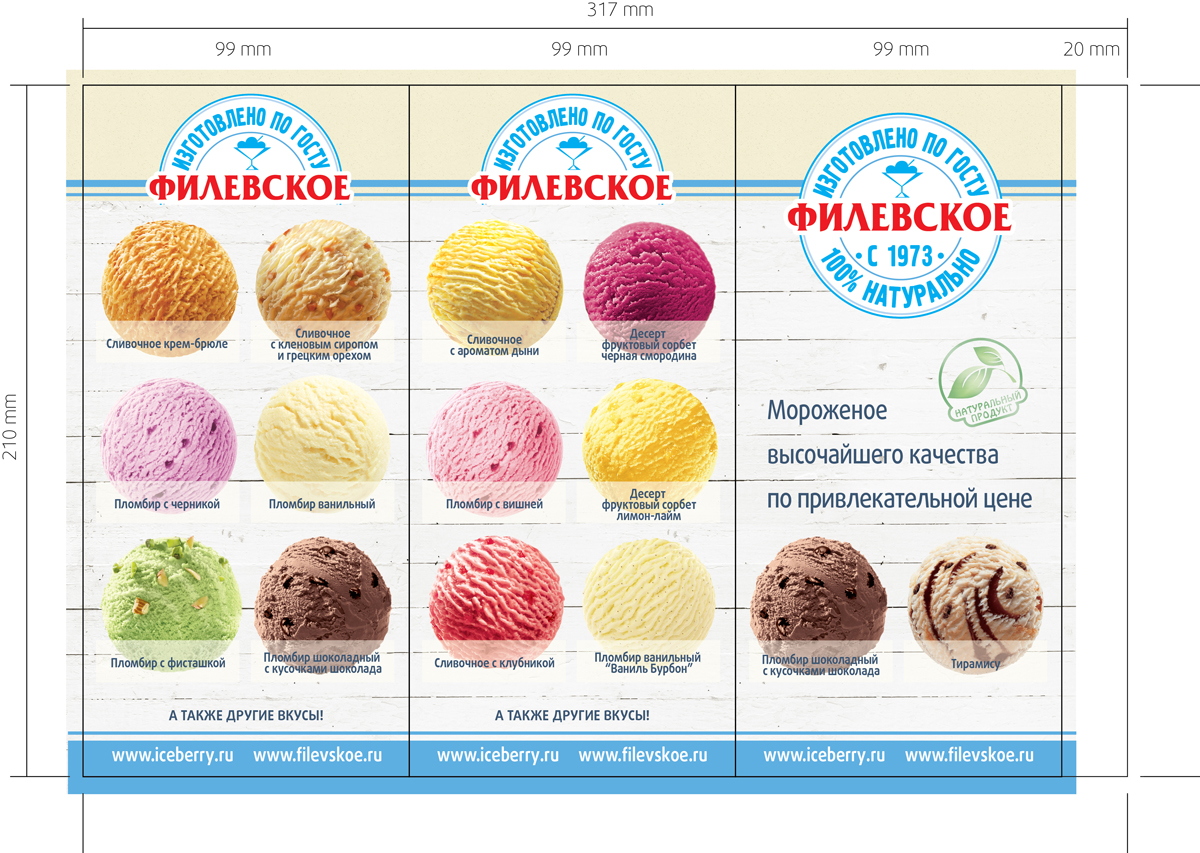 317 mm
99 mm
99 mm
99 mm
20 mm
210 mm
ИЗГОТОВЛЕНО ПО ГОСТУ
ФИЛЕВСКОЕ
Сливочное крем-брюле
Сливочное
с кленовым сиропом
и грецким орехом
Пломбир с черникой
Пломбир ванильный
Пломбир с фисташкой
Пломбир шоколадный
с кусочками шоколада
А ТАКЖЕ ДРУГИЕ ВКУСЫ!
www.iceberry.ru www.filevskoe.ru
ИЗГОТОВЛЕНО ПО ГОСТУ
ФИЛЕВСКОЕ
Сливочное
с ароматом дыни
Десерт
фруктовый сорбет
черная смородина
Пломбир с вишней
Десерт
фруктовый сорбет
лимон-лайм
Сливочное с клубникой
Пломбир ванильный
"Ваниль Бурбон"
А ТАКЖЕ ДРУГИЕ ВКУСЫ!
www.iceberry.ru www.filevskoe.ru
ИЗГОТОВЛЕНО ПО ГОСТУ
ФИЛЕВСКОЕ
· С 1973 ·
100% НАТУРАЛЬНО
НАТУРАЛЬНЫЙ
ПРОДУКТ
Мороженое
высочайшего качества
по привлекательной цене
Пломбир шоколадный
с кусочками шоколада
Тирамису
www.iceberry.ru www.filevskoe.ru